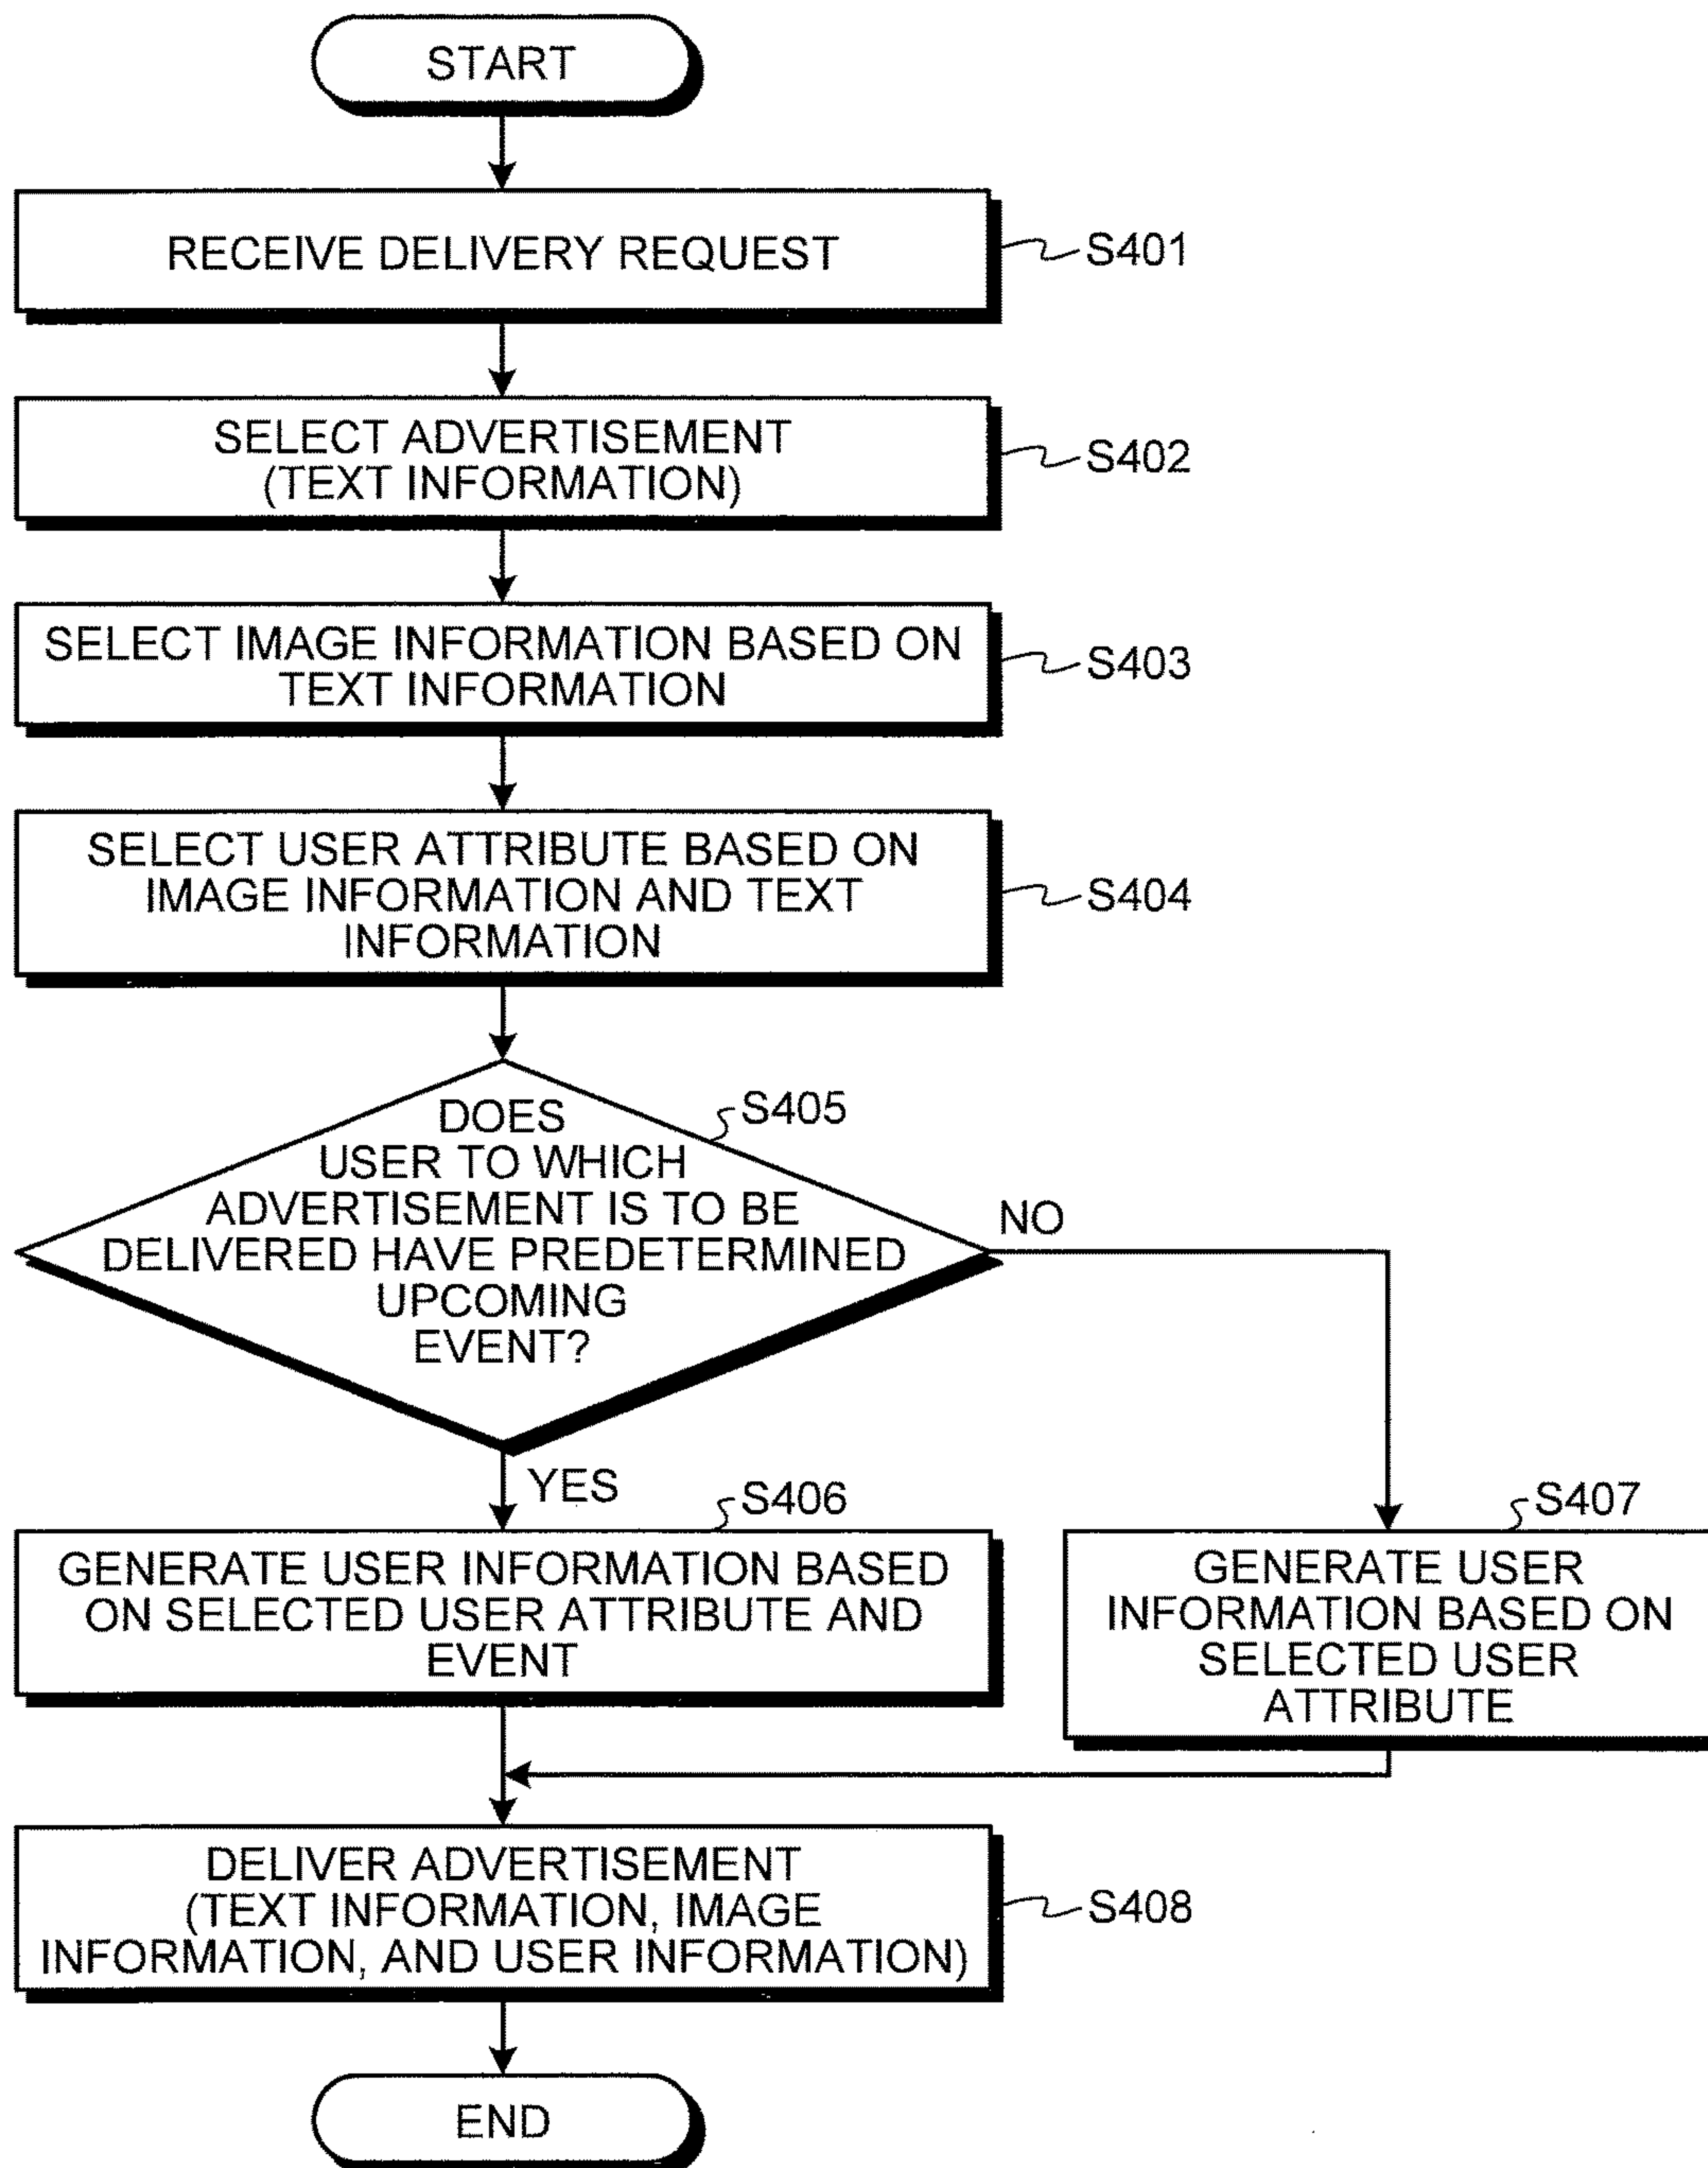 START
RECEIVE DELIVERY REQUEST
S401
SELECT ADVERTISEMENT
(TEXT INFORMATION)
S402
SELECT IMAGE INFORMATION BASED ON
TEXT INFORMATION
S403
SELECT USER ATTRIBUTE BASED ON
IMAGE INFORMATION AND TEXT
INFORMATION
S404
DOES
USER TO WHICH
ADVERTISEMENT IS TO BE
DELIVERED HAVE PREDETERMINED
UPCOMING
EVENT?
S405
NO
YES
S406
GENERATE USER INFORMATION BASED
ON SELECTED USER ATTRIBUTE AND
EVENT
S407
GENERATE USER
INFORMATION BASED ON
SELECTED USER
ATTRIBUTE
DELIVER ADVERTISEMENT
(TEXT INFORMATION, IMAGE
INFORMATION, AND USER INFORMATION)
S408
END